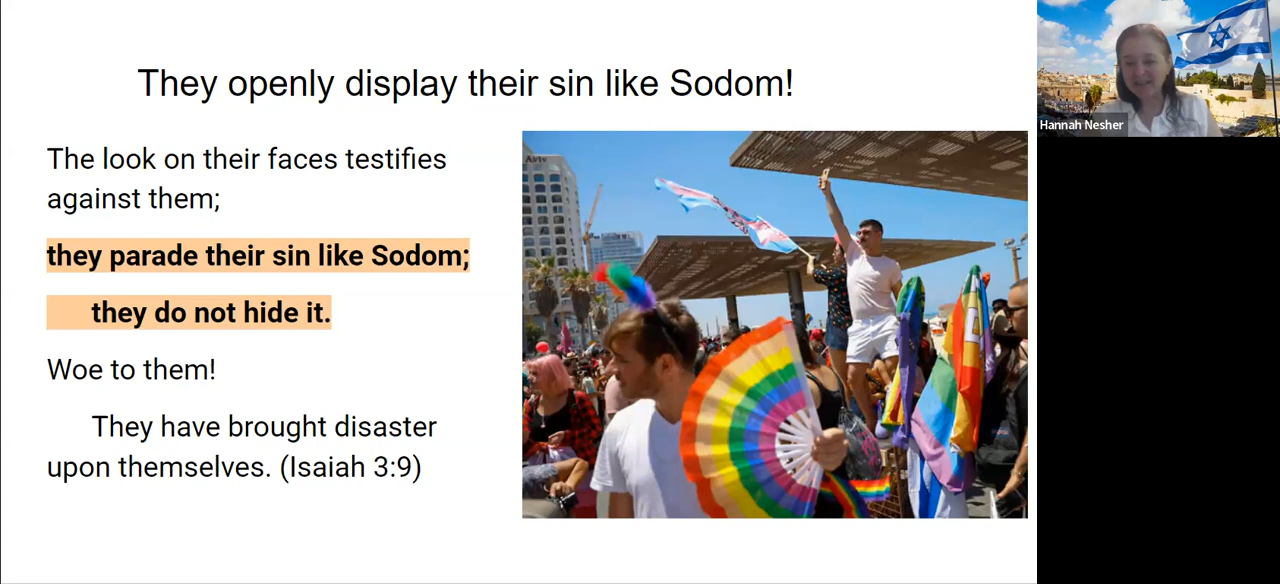 They openly display their sin like Sodom!
The look on their faces testifies
against them;
they parade their sin like Sodom;
they do not hide it.
Woe to them!
They have brought disaster
upon themselves. (Isaiah 3:9)
Aviv
Hannah Nesher